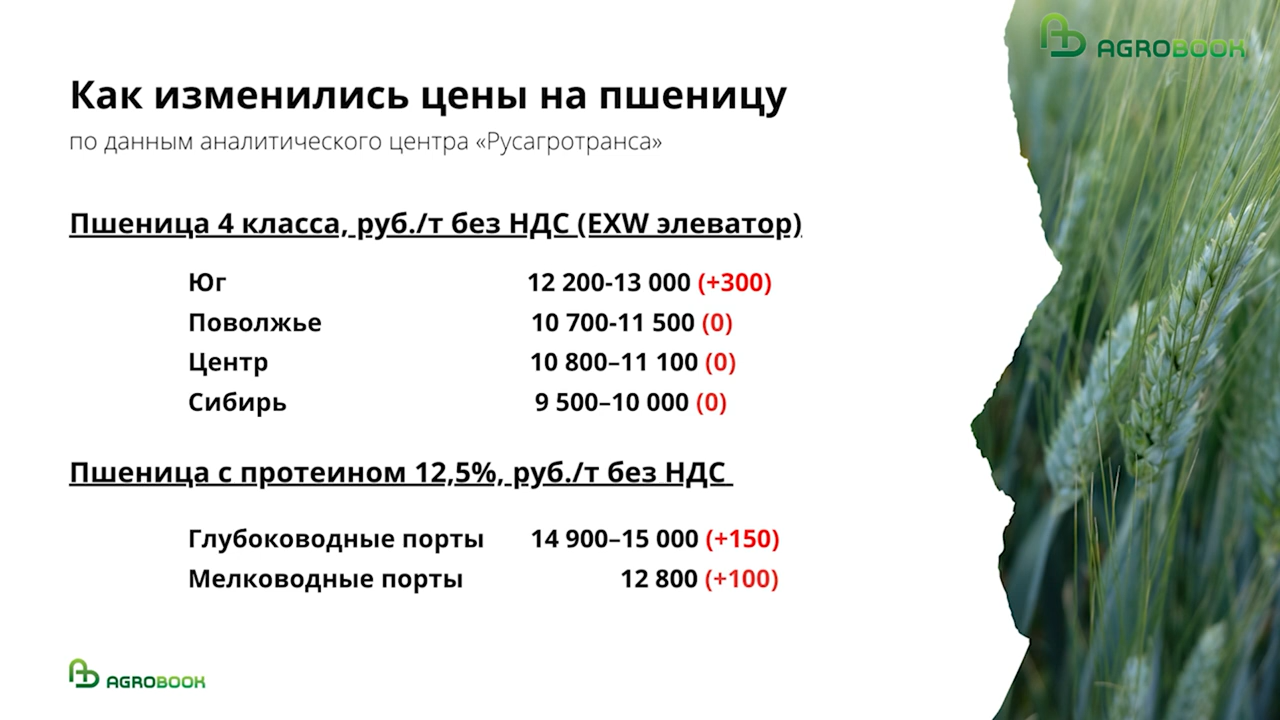 AGROBOOK
Как изменились цены на пшеницу
по данным аналитического центра «Русагротранса»
Пшеница 4 класса, руб./т без НДС (EXW элеватор)
Юг 12 200-13 000 (+300)
Поволжье 10 700-11 500 (0)
Центр 10 800–11 100 (0)
Сибирь 9 500–10 000 (0)
Пшеница с протеином 12,5%, руб./т без НДС
Глубоководные порты 14 900–15 000 (+150)
Мелководные порты 12 800 (+100)
AGROBOOK